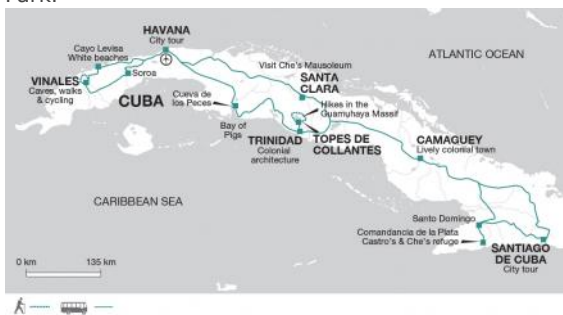 HAVANA
City tour
Cayo Levisa
White beaches
ATLANTIC OCEAN
VINALES
Caves, walks
& cycling
Soroa
Visit Che's Mausoleum
SANTA
CLARA
CUBA
Cueva de
los Peces
Hikes in the
Guamuhaya Massif
Bay of
Pigs
TRINIDAD
Colonial
architecture
TOPES DE
COLLANTES
CAMAGUEY
Lively colonial town
CARIBBEAN SEA
Santo Domingo
Comandancia de la Plata
Castro's & Che's refuge
SANTIAGO
DE CUBA
City tour
0 km
135 km